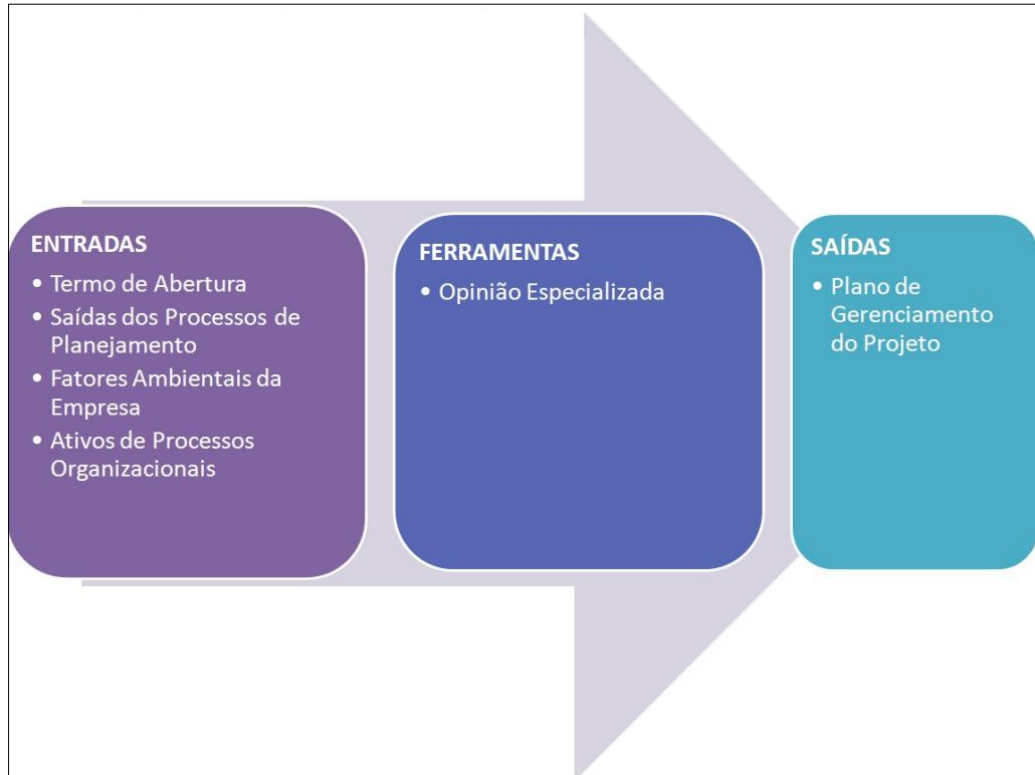 ENTRADAS
• Termo de Abertura
• Saídas dos Processos de
Planejamento
• Fatores Ambientais da
Empresa
• Ativos de Processos
Organizacionais
FERRAMENTAS
• Opinião Especializada
SAÍDAS
• Plano de
Gerenciamento
do Projeto